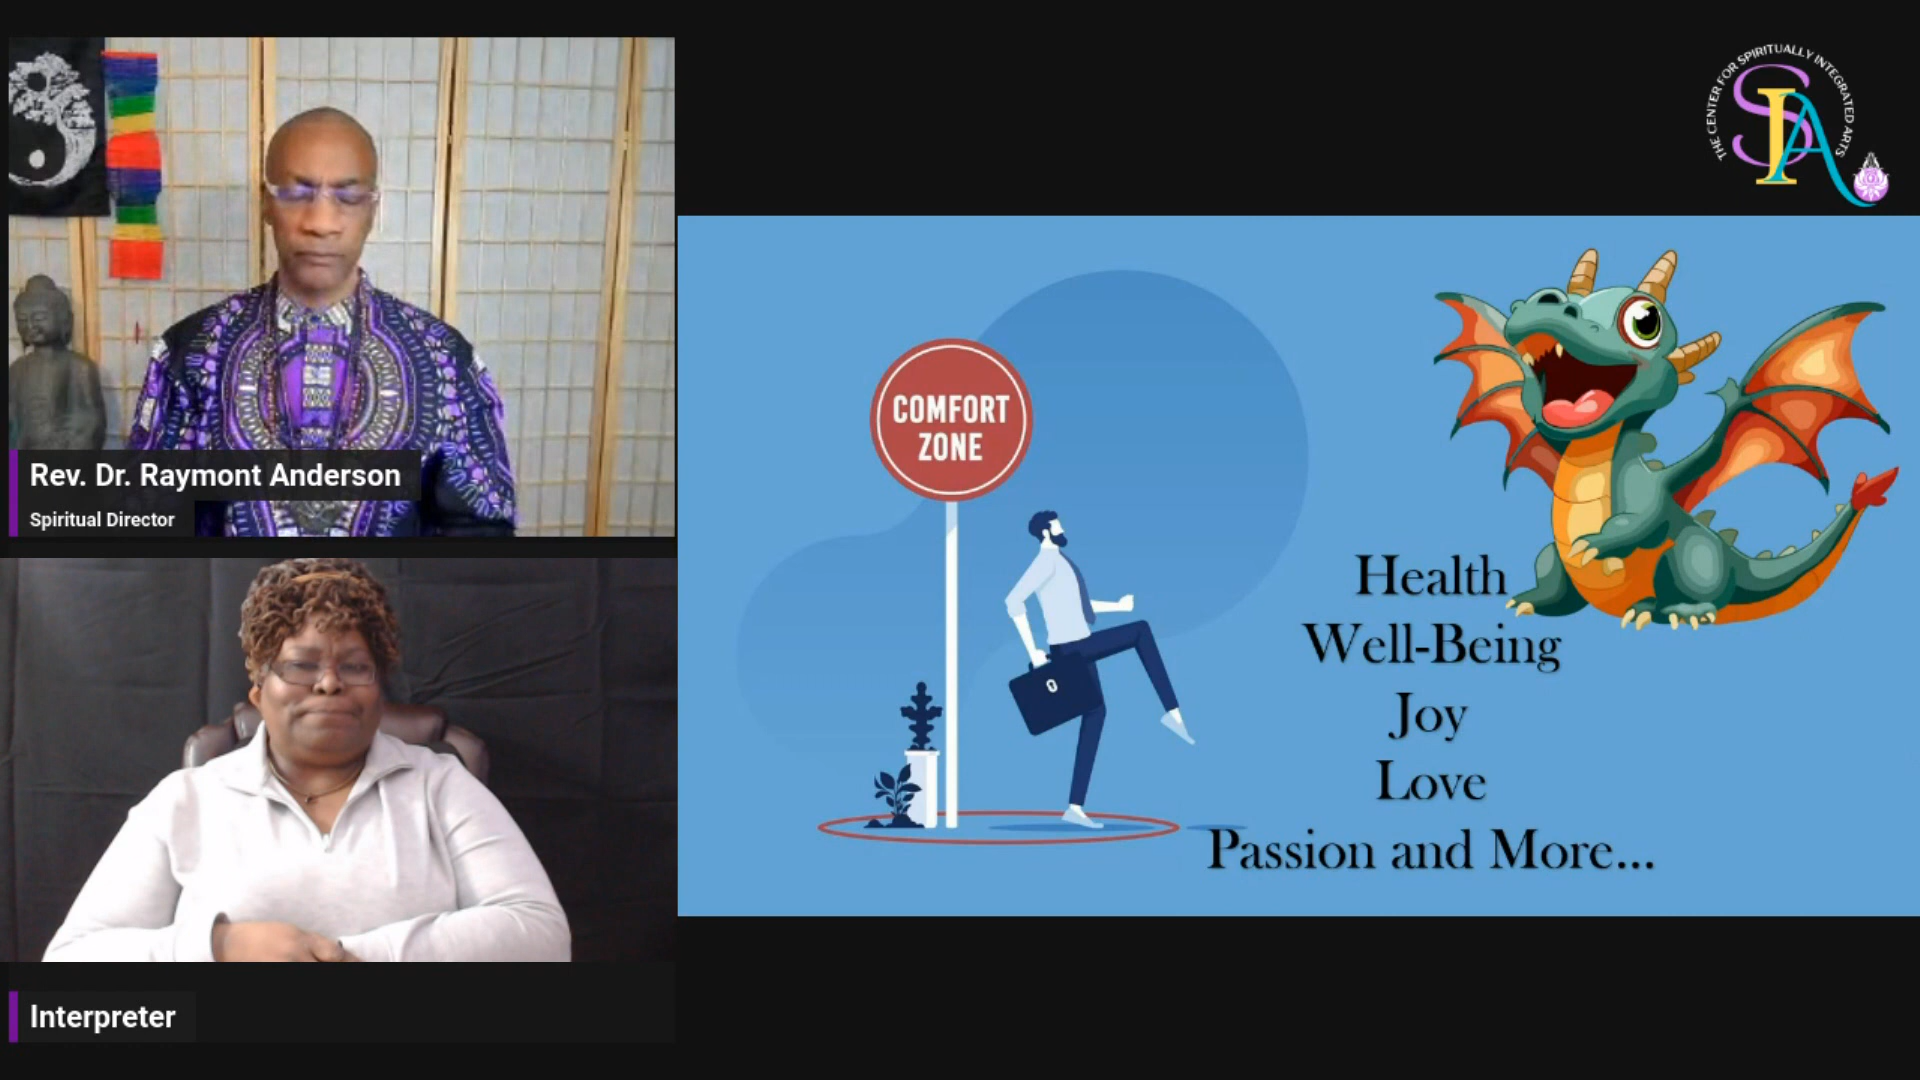 THE CENTER FOR SPIRITUALLY INTEGRATED ARTS
SIA
Rev. Dr. Raymont Anderson
Spiritual Director
Interpreter
COMFORT
ZONE
Health
Well-Being
Joy
Love
Passion and More...